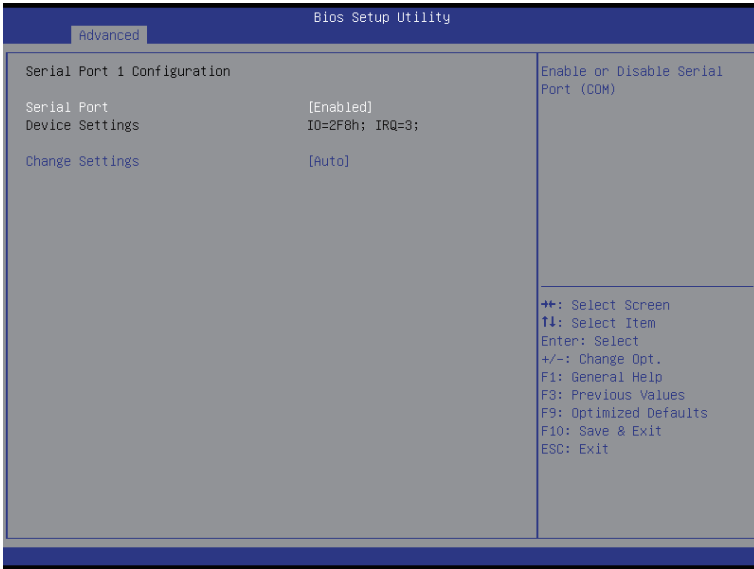 Bios Setup Utility
Advanced
Serial Port 1 Configuration
Serial Port [Enabled]
Device Settings IO=2F8h; IRQ=3;
Change Settings [Auto]
Enable or Disable Serial
Port (COM)
→←: Select Screen
↑↓: Select Item
Enter: Select
+/-: Change Opt.
F1: General Help
F3: Previous Values
F9: Optimized Defaults
F10: Save & Exit
ESC: Exit